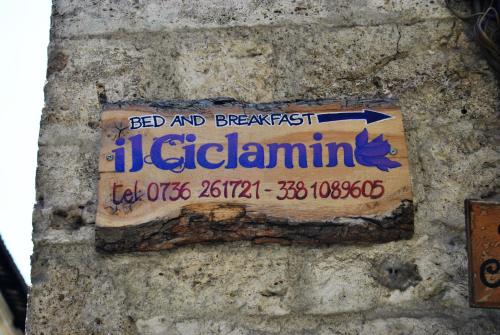 BED AND BREAKFAST
il Ciclamino
tel. 0736 261721 - 338 1089605